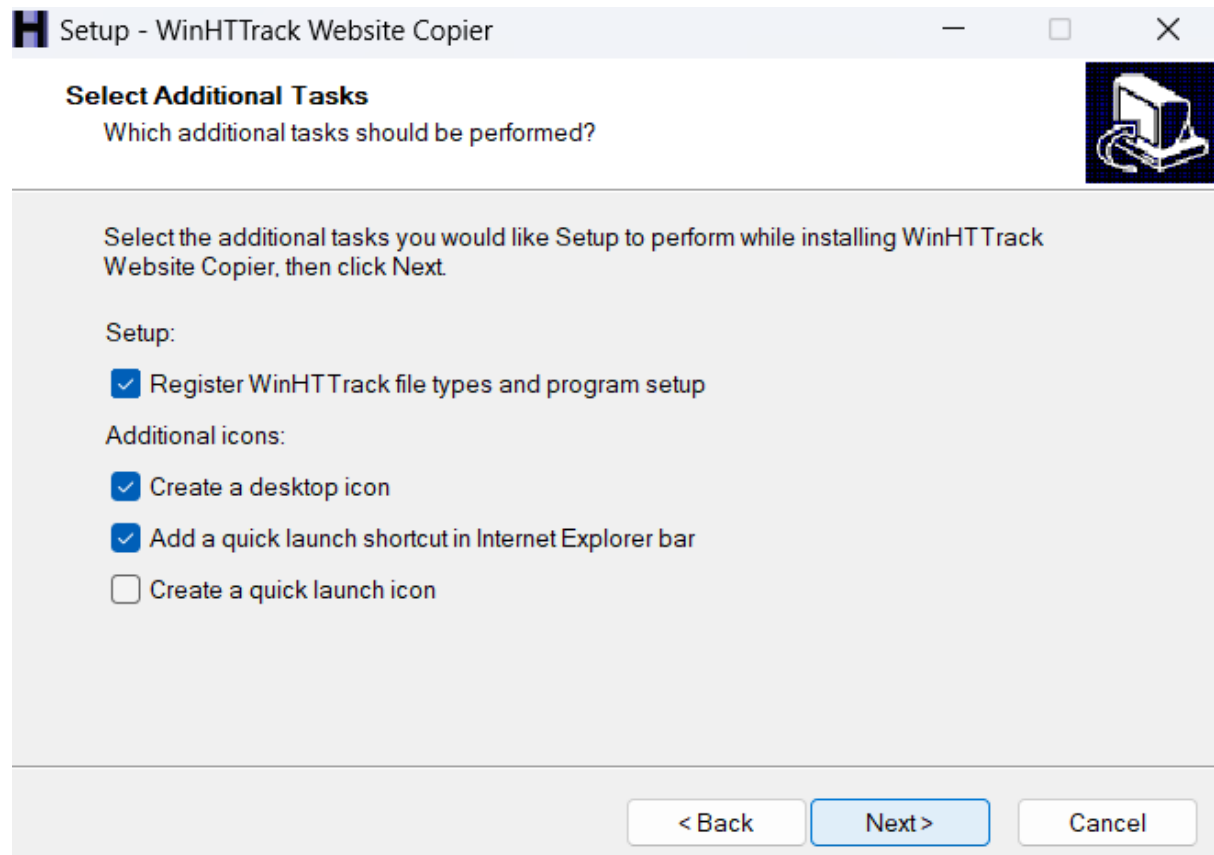 Setup - WinHTTrack Website Copier
Select Additional Tasks
Which additional tasks should be performed?
Select the additional tasks you would like Setup to perform while installing WinHTTrack
Website Copier, then click Next.
Setup:
Register WinHTTrack file types and program setup
Additional icons:
Create a desktop icon
Add a quick launch shortcut in Internet Explorer bar
Create a quick launch icon
< Back
Next >
Cancel